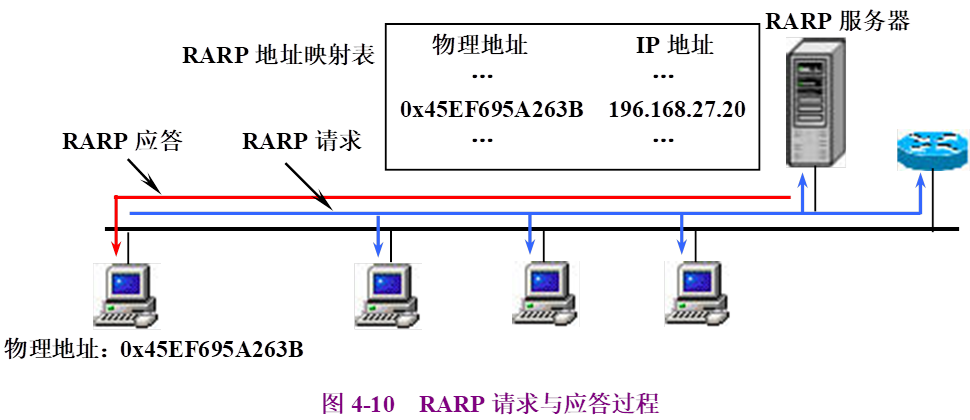 RARP 服务器
RARP 地址映射表
物理地址 IP 地址
... ...
0x45EF695A263B 196.168.27.20
... ...
RARP 应答 RARP 请求
物理地址：0x45EF695A263B
图 4-10 RARP 请求与应答过程